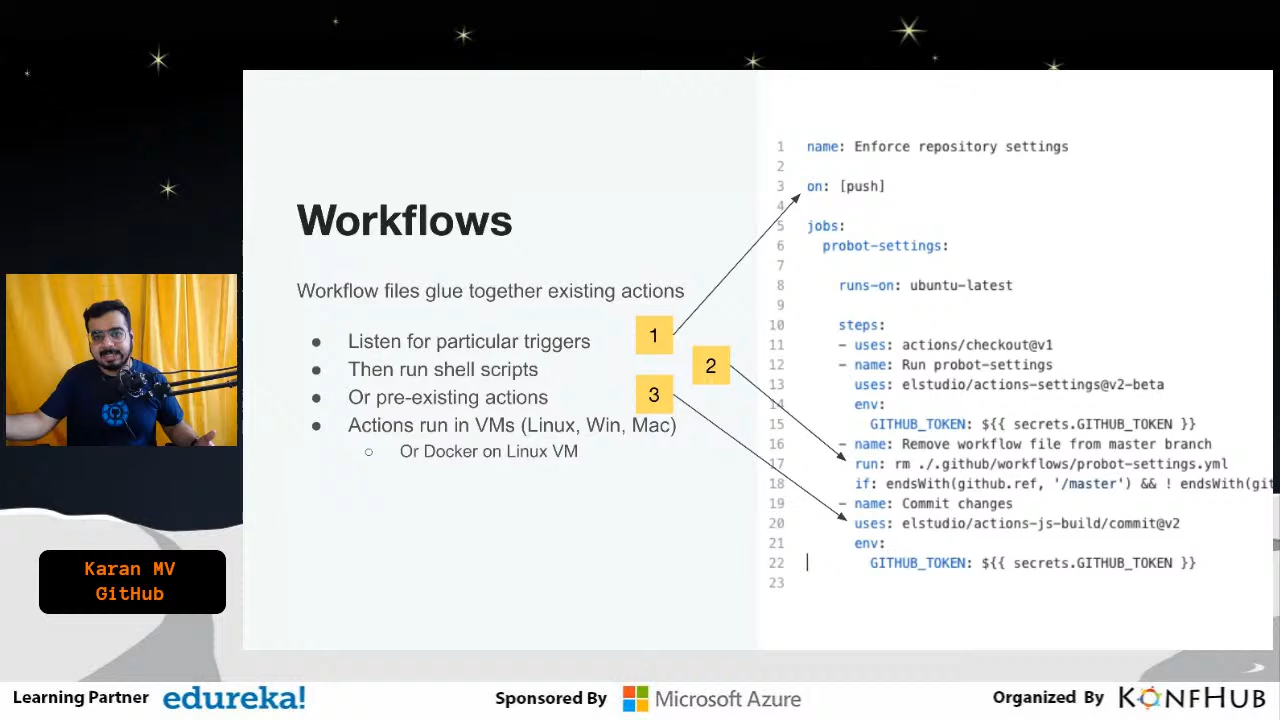 Workflows
Workflow files glue together existing actions
● Listen for particular triggers
● Then run shell scripts
● Or pre-existing actions
● Actions run in VMs (Linux, Win, Mac)
○ Or Docker on Linux VM
1
2
3
1 name: Enforce repository settings
2
3 on: [push]
4
5 jobs:
6 probot-settings:
7
8 runs-on: ubuntu-latest
9
10 steps:
11 - uses: actions/checkout@v1
12 - name: Run probot-settings
13 uses: elstudio/actions-settings@v2-beta
14 env:
15 GITHUB_TOKEN: ${{ secrets.GITHUB_TOKEN }}
16 - name: Remove workflow file from master branch
17 run: rm ./.github/workflows/probot-settings.yml
18 if: endsWith(github.ref, '/master') && ! endsWith(git
19 - name: Commit changes
20 uses: elstudio/actions-js-build/commit@v2
21 env:
22 GITHUB_TOKEN: ${{ secrets.GITHUB_TOKEN }}
23
Karan MV
GitHub
Learning Partner edureka!
Sponsored By Microsoft Azure
Organized By KONFHUB